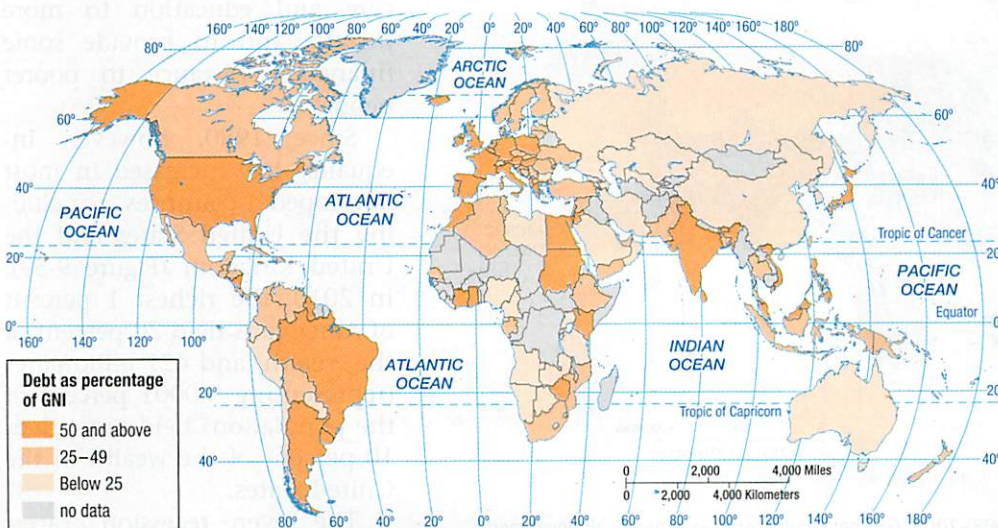 160° 140° 120° 100° 80° 60° 40° 20° 0° 20° 40° 60° 80° 100° 120° 140° 160° 180°
80° 80°
ARCTIC
OCEAN
60° 60°
40° 40°
PACIFIC
OCEAN
ATLANTIC
OCEAN
Tropic of Cancer
20° 20°
PACIFIC
OCEAN
Equator
0° 0°
160° 140° 120° 100°
ATLANTIC
OCEAN
INDIAN
OCEAN
20° 20°
Tropic of Capricorn
40° 40°
Debt as percentage
of GNI
50 and above
25–49
Below 25
no data
0 2,000 4,000 Miles
0 2,000 4,000 Kilometers
80° 60° 40° 20° 0° 20° 40° 60° 80° 100° 120° 140° 160° 180°